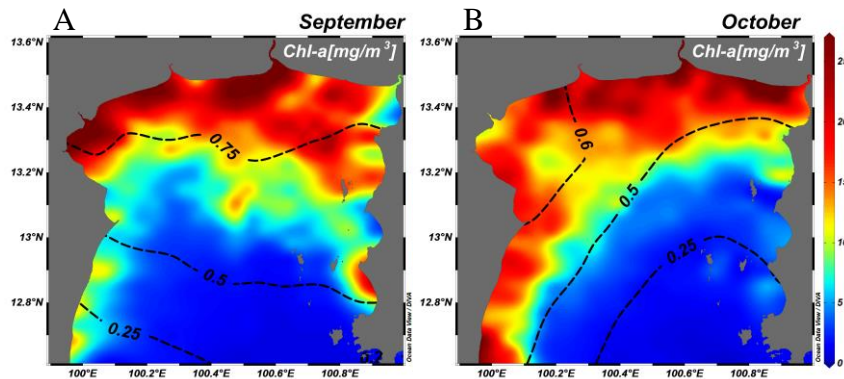 A
September
B
October
Chl-a[mg/m³]
Chl-a[mg/m³]
13.6°N
13.4°N
13.2°N
13°N
12.8°N
0.75
0.5
0.25
100°E
100.2°E
100.4°E
100.6°E
100.8°E
Ocean Data View / DIVA
13.6°N
13.4°N
13.2°N
13°N
12.8°N
0.6
0.5
0.25
100°E
100.2°E
100.4°E
100.6°E
100.8°E
Ocean Data View / DIVA
20
15
10
5
0